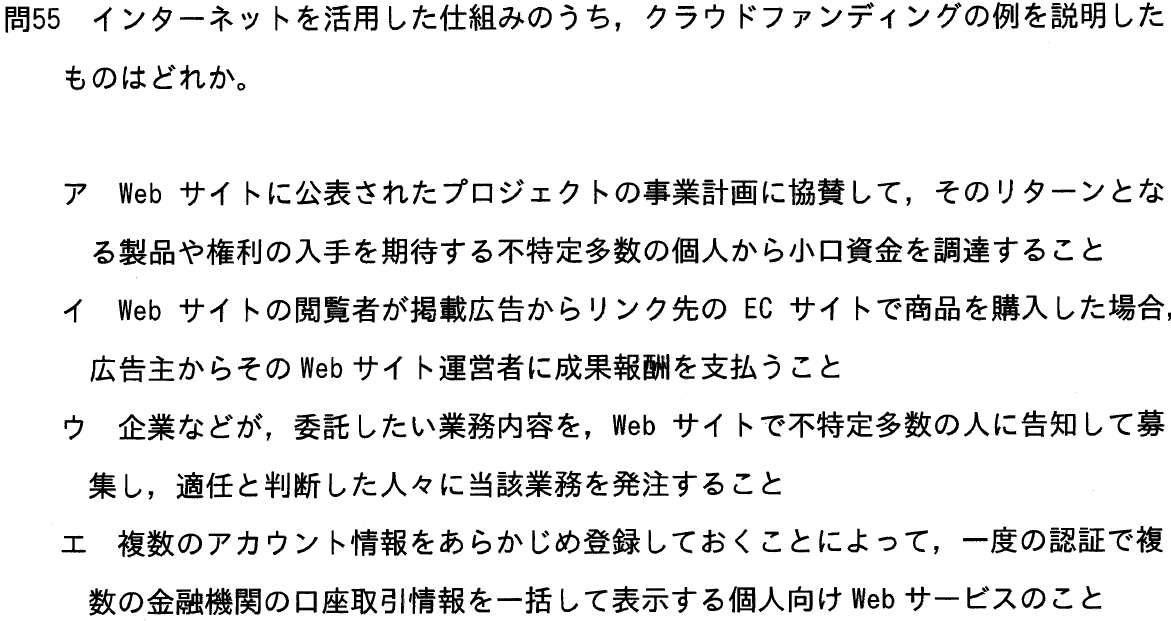 問55 インターネットを活用した仕組みのうち，クラウドファンディングの例を説明した
ものはどれか。
ア Web サイトに公表されたプロジェクトの事業計画に協賛して，そのリターンとな
る製品や権利の入手を期待する不特定多数の個人から小口資金を調達すること
イ Web サイトの閲覧者が掲載広告からリンク先の EC サイトで商品を購入した場合，
広告主からその Web サイト運営者に成果報酬を支払うこと
ウ 企業などが，委託したい業務内容を，Web サイトで不特定多数の人に告知して募
集し，適任と判断した人々に当該業務を発注すること
エ 複数のアカウント情報をあらかじめ登録しておくことによって，一度の認証で複
数の金融機関の口座取引情報を一括して表示する個人向け Web サービスのこと